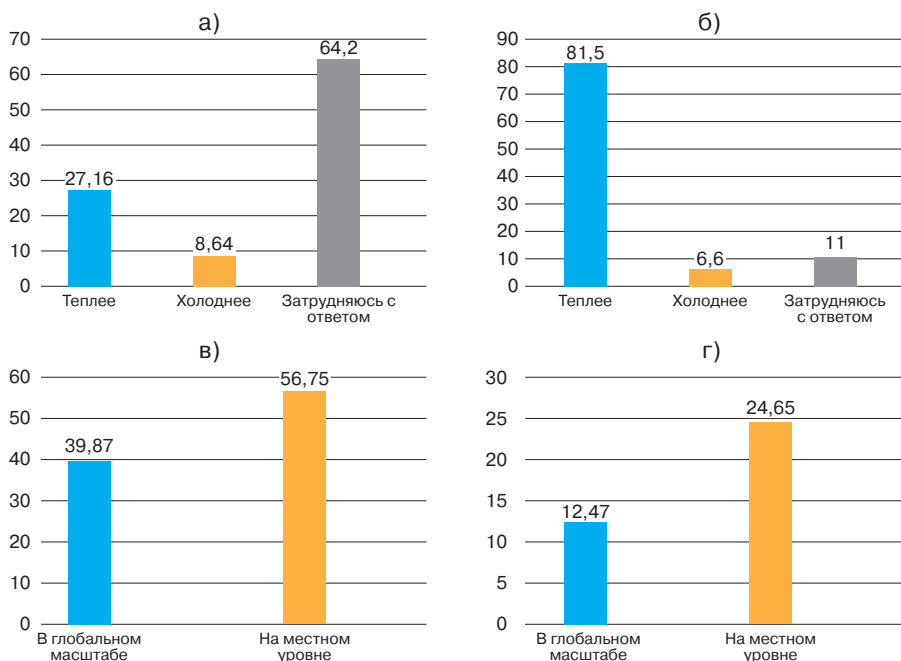 а)
70
60
50
40
30
20
10
0
27,16
8,64
64,2
Теплее
Холоднее
Затрудняюсь с
ответом
б)
90
80
70
60
50
40
30
20
10
0
81,5
6,6
11
Теплее
Холоднее
Затрудняюсь
с ответом
в)
60
50
40
30
20
10
0
39,87
56,75
В глобальном
масштабе
На местном
уровне
г)
30
25
20
15
10
5
0
12,47
24,65
В глобальном
масштабе
На местном
уровне